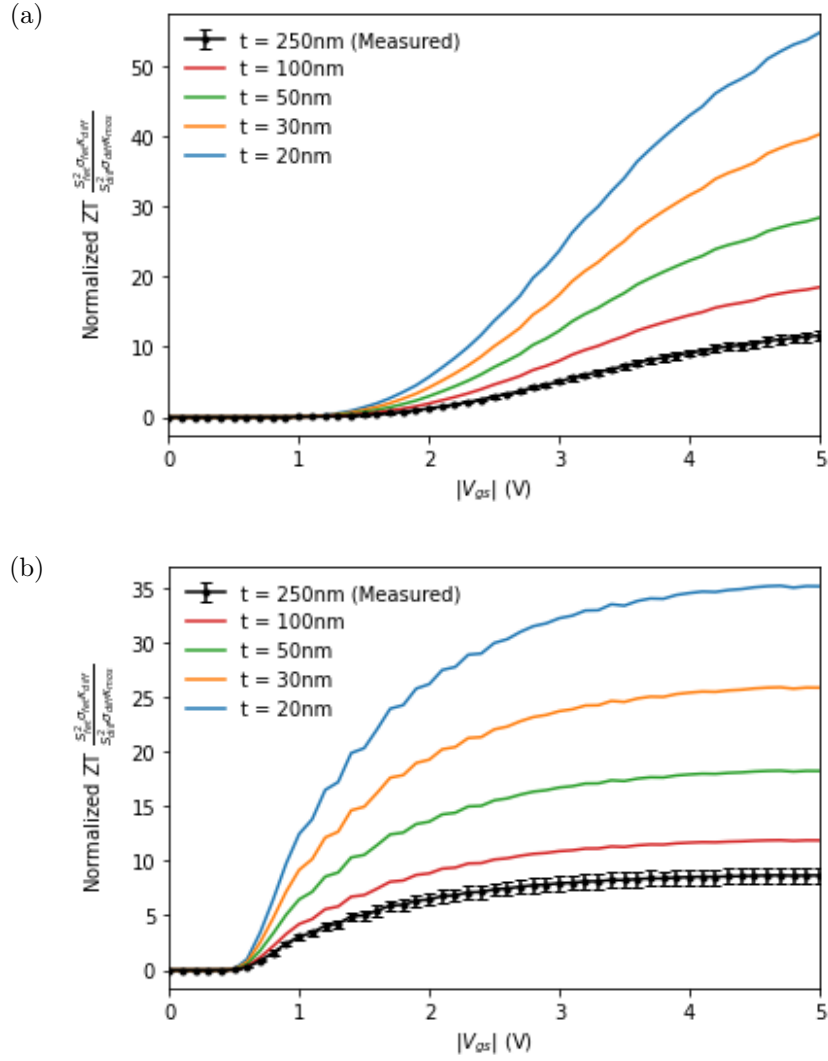 (a)
t = 250nm (Measured)
t = 100nm
t = 50nm
t = 30nm
t = 20nm
Normalized ZT
50
40
30
20
10
0
0 1 2 3 4 5
|V_gs| (V)
(b)
t = 250nm (Measured)
t = 100nm
t = 50nm
t = 30nm
t = 20nm
Normalized ZT
35
30
25
20
15
10
5
0
0 1 2 3 4 5
|V_gs| (V)